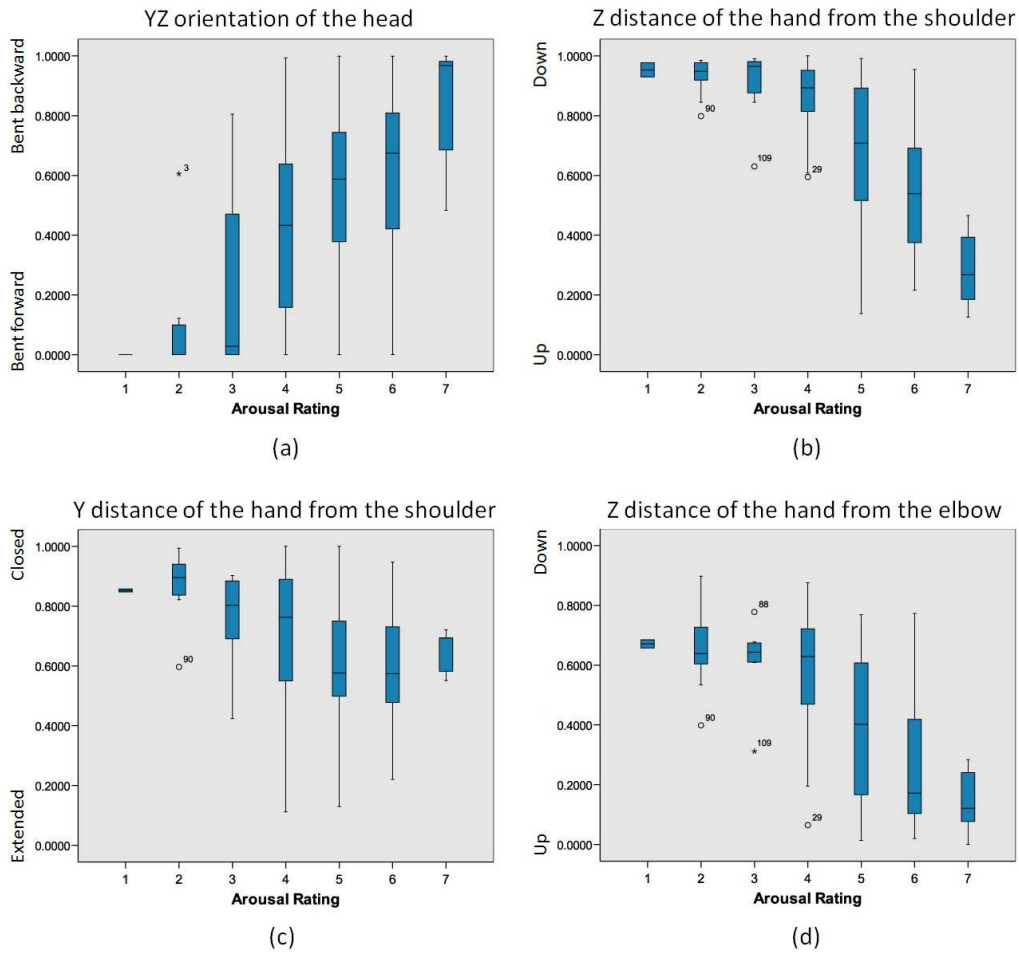 YZ orientation of the head
Bent backward
Bent forward
1.0000
0.8000
0.6000
0.4000
0.2000
0.0000
3
1 2 3 4 5 6 7
Arousal Rating
(a)
Z distance of the hand from the shoulder
Down
Up
1.0000
0.8000
0.6000
0.4000
0.2000
0.0000
90
109
29
1 2 3 4 5 6 7
Arousal Rating
(b)
Y distance of the hand from the shoulder
Closed
Extended
1.0000
0.8000
0.6000
0.4000
0.2000
0.0000
90
1 2 3 4 5 6 7
Arousal Rating
(c)
Z distance of the hand from the elbow
Down
Up
1.0000
0.8000
0.6000
0.4000
0.2000
0.0000
88
90
109
29
1 2 3 4 5 6 7
Arousal Rating
(d)